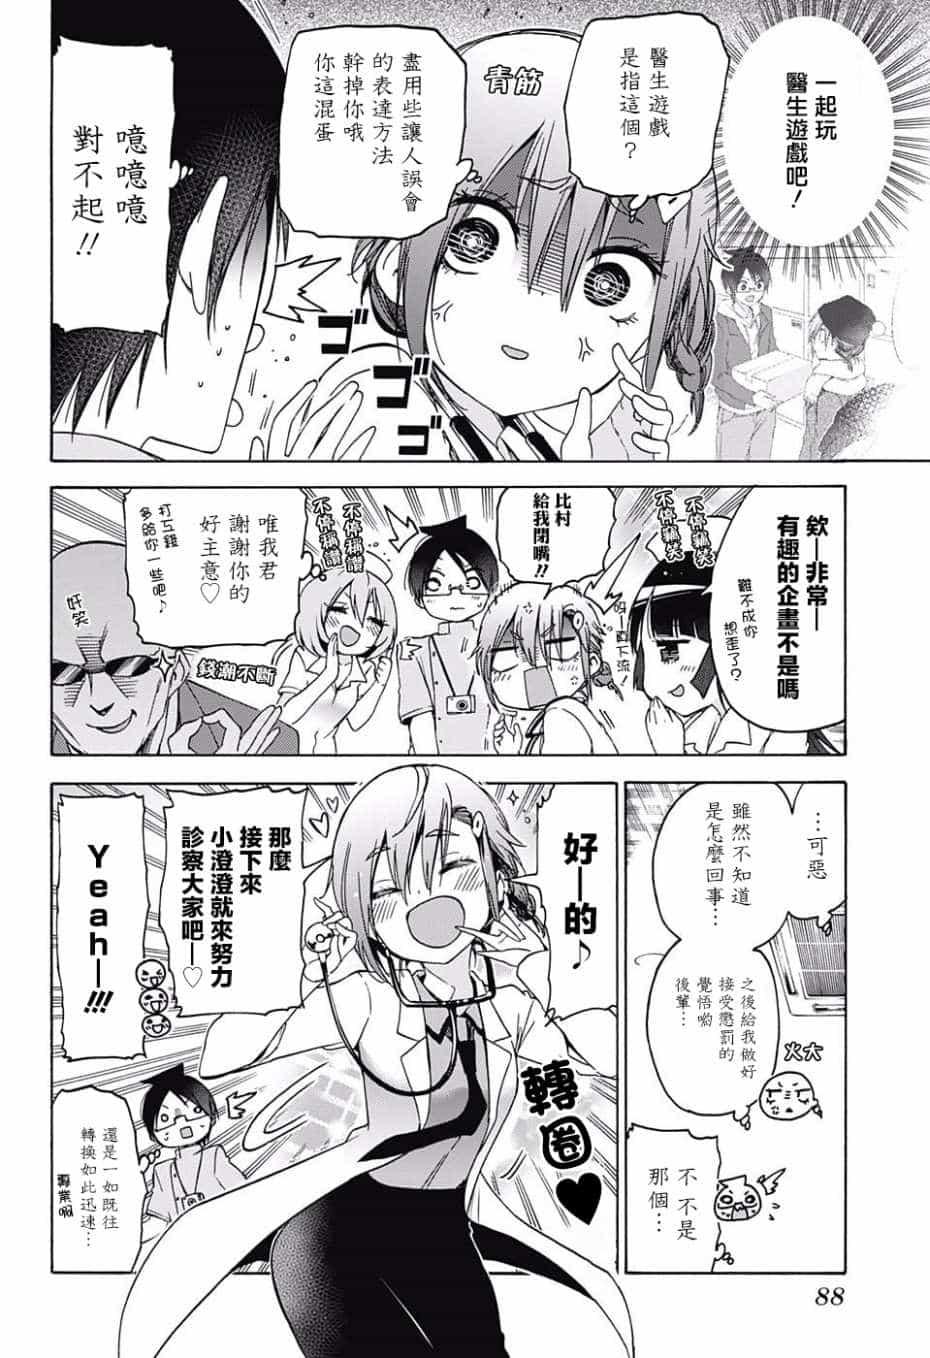 一起玩
醫生遊戲吧！
醫生遊戲
是指這個？
青筋
盡用些讓人誤會
的表達方法
幹掉你哦
你這混蛋
噫噫噫
對不起!!
ゴ
ゴ
ゴ
欸—非常—
有趣的企畫不是嗎
難不成你
想歪了？
不停竊笑
不停竊笑
呀—真下流！
比村
給我閉嘴!!
不停稱讚
不停稱讚
唯我君
謝謝你的
好主意♡
打互錢
多給你一些吧♪
奸笑
錢潮不斷
…可惡
雖然不知道
是怎麼回事…
之後給我做好
接受懲罰的
覺悟喲
後輩…
火大
不不是
那個…
好—的♪
那麼
接下來
小澄澄就來努力
診察大家吧—♡
轉圈♥
Yeah—!!!
還是一如既往
轉換如此迅速…
專業啊
88